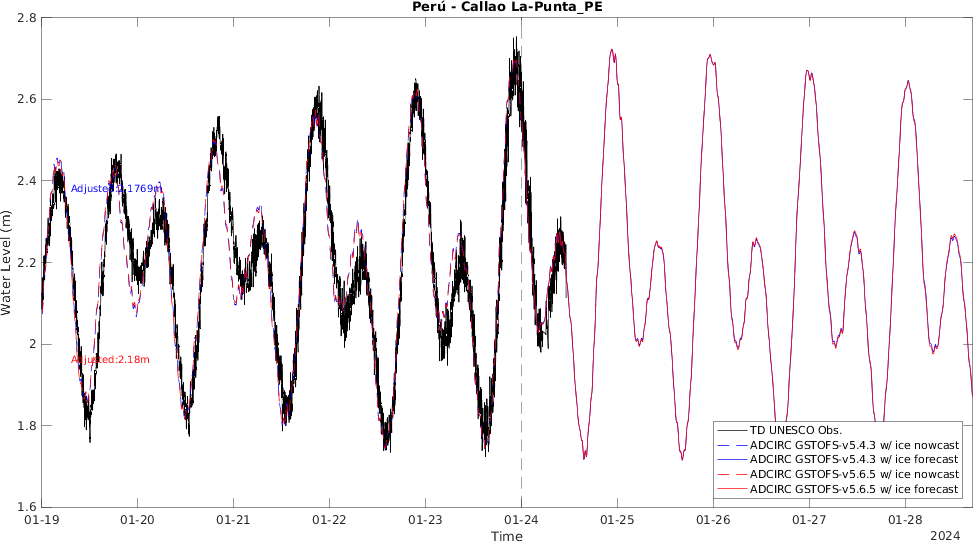 Perú - Callao La-Punta_PE
2.8
2.6
2.4
2.2
2
1.8
1.6
Water Level (m)
Adjusted:2.1769m
Adjusted:2.18m
TD UNESCO Obs.
ADCIRC GSTOFS-v5.4.3 w/ ice nowcast
ADCIRC GSTOFS-v5.4.3 w/ ice forecast
ADCIRC GSTOFS-v5.6.5 w/ ice nowcast
ADCIRC GSTOFS-v5.6.5 w/ ice forecast
01-19 01-20 01-21 01-22 01-23 01-24 01-25 01-26 01-27 01-28
Time
2024